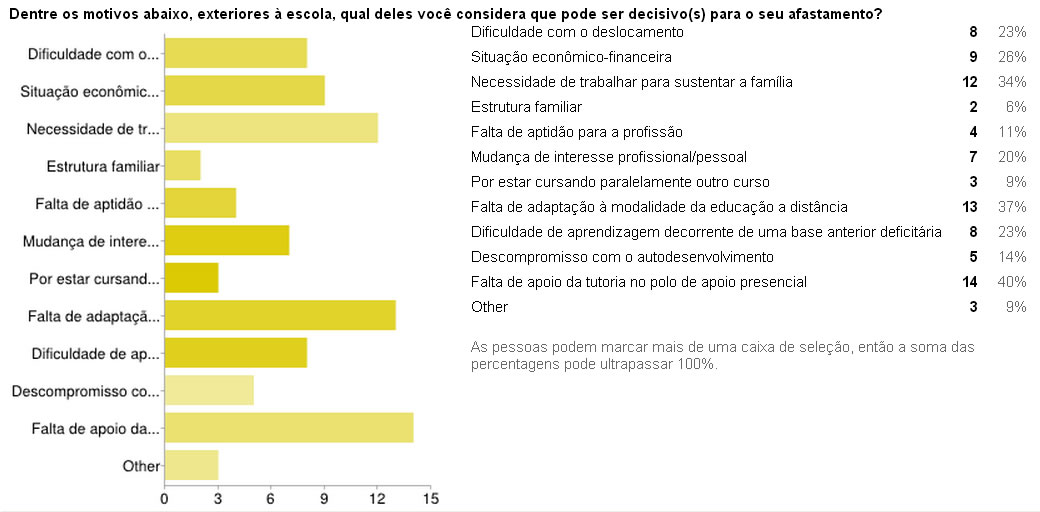 Dentre os motivos abaixo, exteriores à escola, qual deles você considera que pode ser decisivo(s) para o seu afastamento?
Dificuldade com o...
Situação econômic...
Necessidade de tr...
Estrutura familiar
Falta de aptidão ...
Mudança de intere...
Por estar cursand...
Falta de adaptaçã...
Dificuldade de ap...
Descompromisso co...
Falta de apoio da...
Other
0 3 6 9 12 15
Dificuldade com o deslocamento 8 23%
Situação econômico-financeira 9 26%
Necessidade de trabalhar para sustentar a família 12 34%
Estrutura familiar 2 6%
Falta de aptidão para a profissão 4 11%
Mudança de interesse profissional/pessoal 7 20%
Por estar cursando paralelamente outro curso 3 9%
Falta de adaptação à modalidade da educação a distância 13 37%
Dificuldade de aprendizagem decorrente de uma base anterior deficitária 8 23%
Descompromisso com o autodesenvolvimento 5 14%
Falta de apoio da tutoria no polo de apoio presencial 14 40%
Other 3 9%
As pessoas podem marcar mais de uma caixa de seleção, então a soma das
percentagens pode ultrapassar 100%.